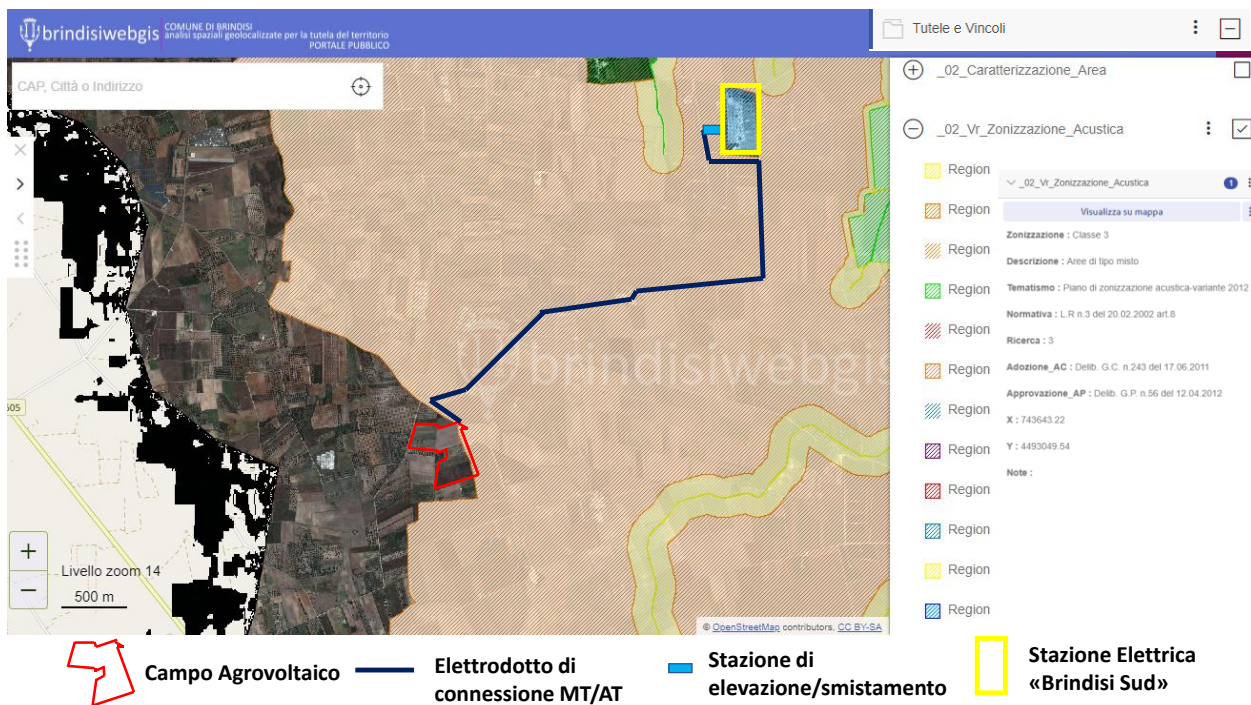 brindisiwebgis
COMUNE DI BRINDISI
analisi spaziali geolocalizzate per la tutela del territorio
PORTALE PUBBLICO
Tutele e Vincoli
CAP, Città o Indirizzo
_02_Caratterizzazione_Area
_02_Vr_Zonizzazione_Acustica
Region
Region
Region
Region
Region
Region
Region
Region
Region
Region
Region
Region
_02_Vr_Zonizzazione_Acustica
1
Visualizza su mappa
Zonizzazione : Classe 3
Descrizione : Aree di tipo misto
Tematismo : Piano di zonizzazione acustica-variante 2012
Normativa : L.R n.3 del 20.02.2002 art.8
Ricerca : 3
Adozione_AC : Delib. G.C. n.243 del 17.06.2011
Approvazione_AP : Delib. G.P. n.56 del 12.04.2012
X : 743643.22
Y : 4493049.54
Note :
brindisiwebgis
605
+
−
Livello zoom 14
500 m
© OpenStreetMap contributors, CC BY-SA
Campo Agrovoltaico
Elettrodotto di
connessione MT/AT
Stazione di
elevazione/smistamento
Stazione Elettrica
«Brindisi Sud»